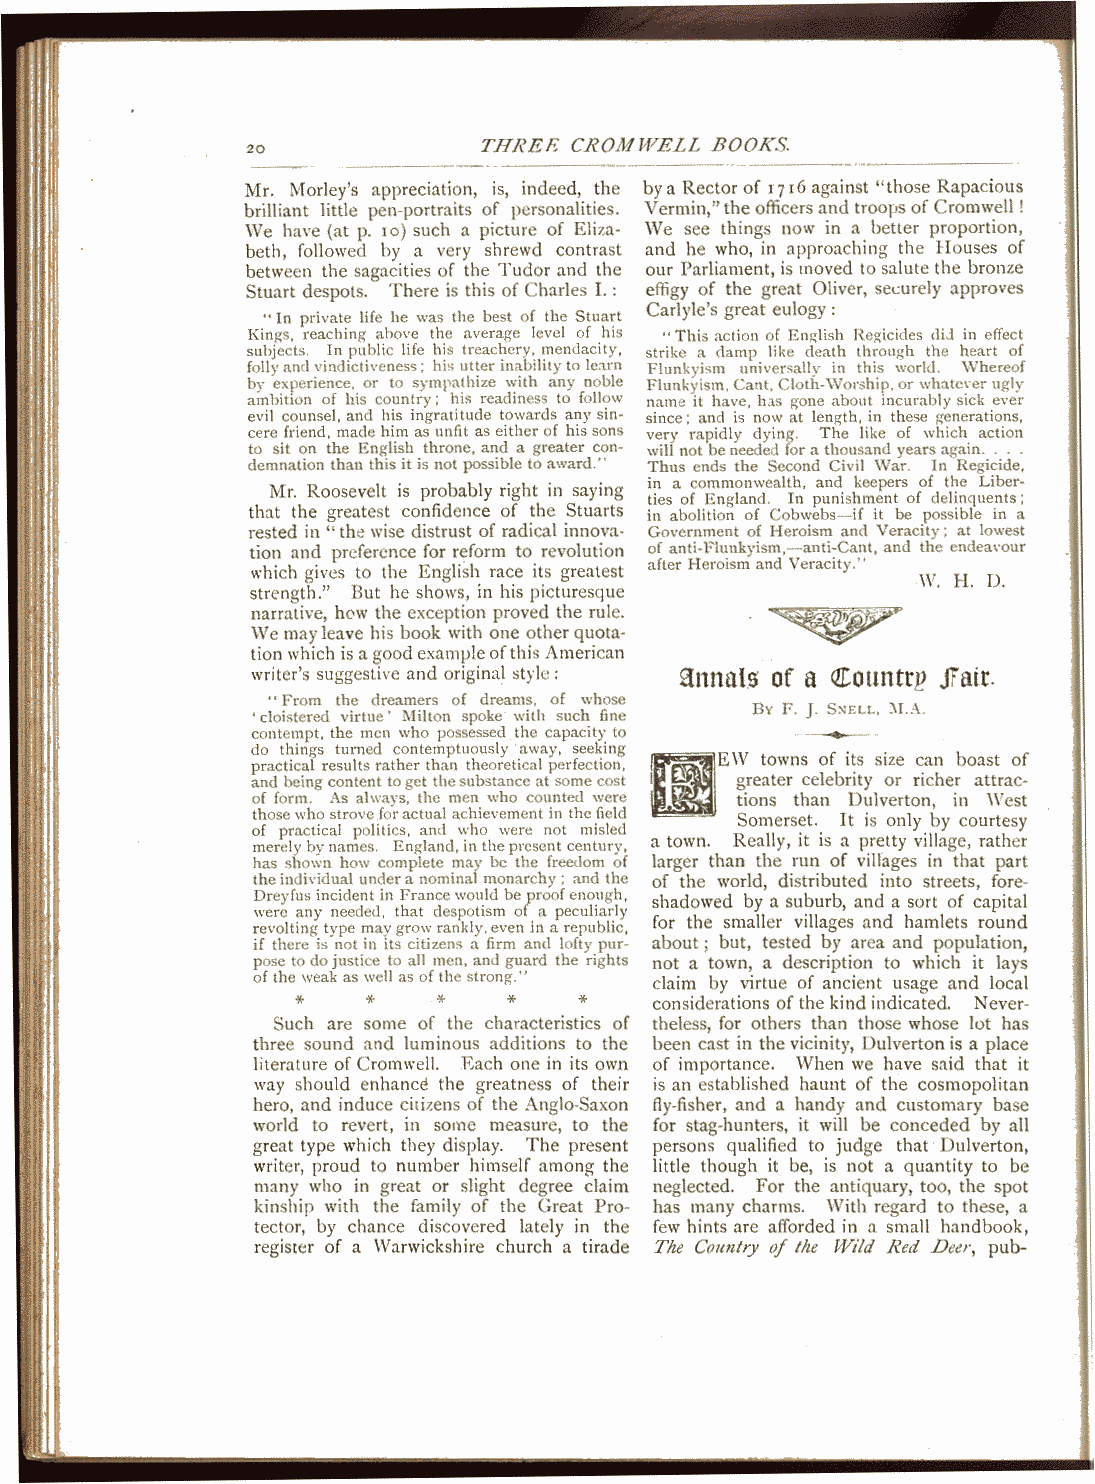 20
THREE CROMWELL BOOKS.
Mr. Morley's appreciation, is, indeed, the
brilliant little pen-portraits of personalities.
We have (at p. 10) such a picture of Eliza-
beth, followed by a very shrewd contrast
between the sagacities of the Tudor and the
Stuart despots. There is this of Charles I. :
"In private life he was the best of the Stuart
Kings, reaching above the average level of his
subjects. In public life his treachery, mendacity,
folly and vindictiveness; his utter inability to learn
by experience, or to sympathize with any noble
ambition of his country; his readiness to follow
evil counsel, and his ingratitude towards any sin-
cere friend, made him as unfit as either of his sons
to sit on the English throne, and a greater con-
demnation than this it is not possible to award."
Mr. Roosevelt is probably right in saying
that the greatest confidence of the Stuarts
rested in "the wise distrust of radical innova-
tion and preference for reform to revolution
which gives to the English race its greatest
strength." But he shows, in his picturesque
narrative, how the exception proved the rule.
We may leave his book with one other quota-
tion which is a good example of this American
writer's suggestive and original style :
"From the dreamers of dreams, of whose
'cloistered virtue' Milton spoke with such fine
contempt, the men who possessed the capacity to
do things turned contemptuously away, seeking
practical results rather than theoretical perfection,
and being content to get the substance at some cost
of form. As always, the men who counted were
those who strove for actual achievement in the field
of practical politics, and who were not misled
merely by names. England, in the present century,
has shown how complete may be the freedom of
the individual under a nominal monarchy; and the
Dreyfus incident in France would be proof enough,
were any needed, that despotism of a peculiarly
revolting type may grow rankly, even in a republic,
if there is not in its citizens a firm and lofty pur-
pose to do justice to all men, and guard the rights
of the weak as well as of the strong."
* * * * *
Such are some of the characteristics of
three sound and luminous additions to the
literature of Cromwell. Each one in its own
way should enhance the greatness of their
hero, and induce citizens of the Anglo-Saxon
world to revert, in some measure, to the
great type which they display. The present
writer, proud to number himself among the
many who in great or slight degree claim
kinship with the family of the Great Pro-
tector, by chance discovered lately in the
register of a Warwickshire church a tirade
by a Rector of 1716 against "those Rapacious
Vermin," the officers and troops of Cromwell !
We see things now in a better proportion,
and he who, in approaching the Houses of
our Parliament, is moved to salute the bronze
effigy of the great Oliver, securely approves
Carlyle's great eulogy :
"This action of English Regicides did in effect
strike a damp like death through the heart of
Flunkyism universally in this world. Whereof
Flunkyism, Cant, Cloth-Worship, or whatever ugly
name it have, has gone about incurably sick ever
since; and is now at length, in these generations,
very rapidly dying. The like of which action
will not be needed for a thousand years again. . . .
Thus ends the Second Civil War. In Regicide,
in a commonwealth, and keepers of the Liber-
ties of England. In punishment of delinquents;
in abolition of Cobwebs—if it be possible in a
Government of Heroism and Veracity; at lowest
of anti-Flunkyism,—anti-Cant, and the endeavour
after Heroism and Veracity."
W. H. D.
Annals of a Country Fair.
By F. J. Snell, M.A.
FEW towns of its size can boast of
greater celebrity or richer attrac-
tions than Dulverton, in West
Somerset. It is only by courtesy
a town. Really, it is a pretty village, rather
larger than the run of villages in that part
of the world, distributed into streets, fore-
shadowed by a suburb, and a sort of capital
for the smaller villages and hamlets round
about; but, tested by area and population,
not a town, a description to which it lays
claim by virtue of ancient usage and local
considerations of the kind indicated. Never-
theless, for others than those whose lot has
been cast in the vicinity, Dulverton is a place
of importance. When we have said that it
is an established haunt of the cosmopolitan
fly-fisher, and a handy and customary base
for stag-hunters, it will be conceded by all
persons qualified to judge that Dulverton,
little though it be, is not a quantity to be
neglected. For the antiquary, too, the spot
has many charms. With regard to these, a
few hints are afforded in a small handbook,
The Country of the Wild Red Deer, pub-